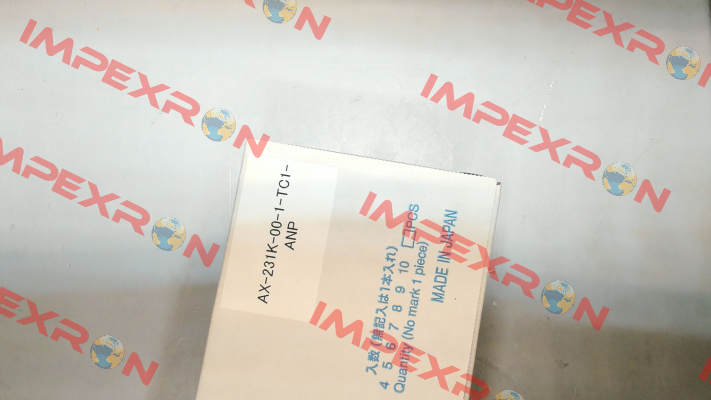 AX-231K-00-1-TC1-
ANP
入数(無記入は1本入れ)
4 5 6 7 8 9 10 □PCS
Quantity (No mark 1 piece)
MADE IN JAPAN
IMPEXRON
IMPEXRON
IMPEXRON
IMPEXRON
IMPEXRON
IMPEXRON